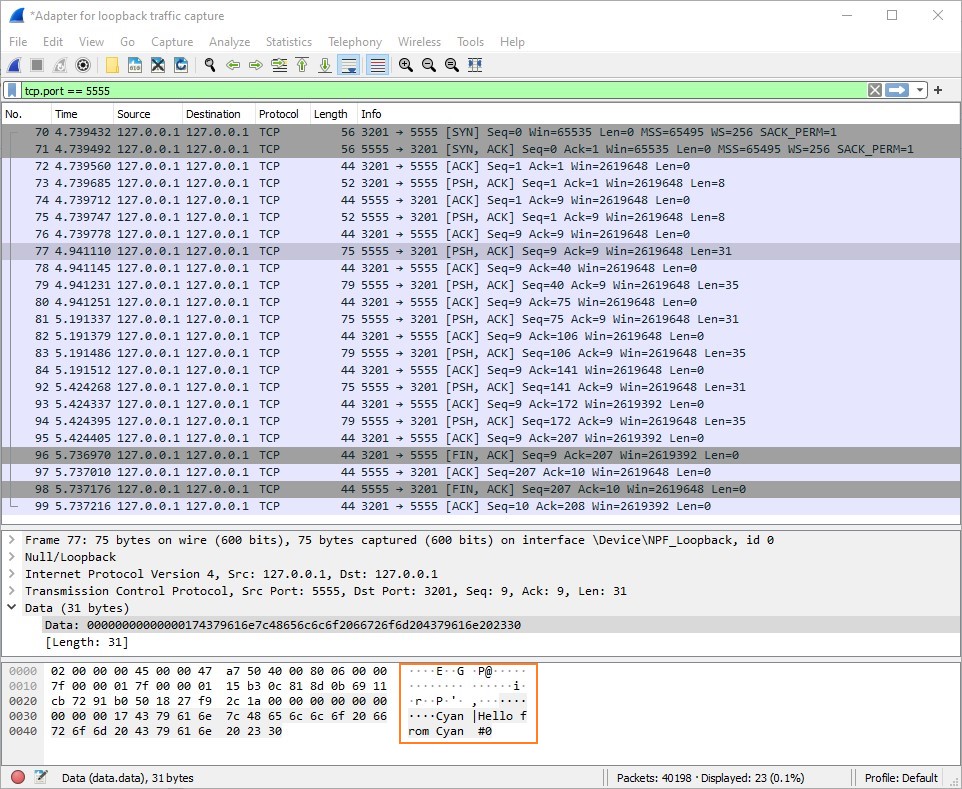 *Adapter for loopback traffic capture
File Edit View Go Capture Analyze Statistics Telephony Wireless Tools Help
tcp.port == 5555
No. Time Source Destination Protocol Length Info
70 4.739432 127.0.0.1 127.0.0.1 TCP 56 3201 → 5555 [SYN] Seq=0 Win=65535 Len=0 MSS=65495 WS=256 SACK_PERM=1
71 4.739492 127.0.0.1 127.0.0.1 TCP 56 5555 → 3201 [SYN, ACK] Seq=0 Ack=1 Win=65535 Len=0 MSS=65495 WS=256 SACK_PERM=1
72 4.739560 127.0.0.1 127.0.0.1 TCP 44 3201 → 5555 [ACK] Seq=1 Ack=1 Win=2619648 Len=0
73 4.739685 127.0.0.1 127.0.0.1 TCP 52 3201 → 5555 [PSH, ACK] Seq=1 Ack=1 Win=2619648 Len=8
74 4.739712 127.0.0.1 127.0.0.1 TCP 44 5555 → 3201 [ACK] Seq=1 Ack=9 Win=2619648 Len=0
75 4.739747 127.0.0.1 127.0.0.1 TCP 52 5555 → 3201 [PSH, ACK] Seq=1 Ack=9 Win=2619648 Len=8
76 4.739778 127.0.0.1 127.0.0.1 TCP 44 3201 → 5555 [ACK] Seq=9 Ack=9 Win=2619648 Len=0
77 4.941110 127.0.0.1 127.0.0.1 TCP 75 5555 → 3201 [PSH, ACK] Seq=9 Ack=9 Win=2619648 Len=31
78 4.941145 127.0.0.1 127.0.0.1 TCP 44 3201 → 5555 [ACK] Seq=9 Ack=40 Win=2619648 Len=0
79 4.941231 127.0.0.1 127.0.0.1 TCP 79 5555 → 3201 [PSH, ACK] Seq=40 Ack=9 Win=2619648 Len=35
80 4.941251 127.0.0.1 127.0.0.1 TCP 44 3201 → 5555 [ACK] Seq=9 Ack=75 Win=2619648 Len=0
81 5.191337 127.0.0.1 127.0.0.1 TCP 75 5555 → 3201 [PSH, ACK] Seq=75 Ack=9 Win=2619648 Len=31
82 5.191379 127.0.0.1 127.0.0.1 TCP 44 3201 → 5555 [ACK] Seq=9 Ack=106 Win=2619648 Len=0
83 5.191486 127.0.0.1 127.0.0.1 TCP 79 5555 → 3201 [PSH, ACK] Seq=106 Ack=9 Win=2619648 Len=35
84 5.191512 127.0.0.1 127.0.0.1 TCP 44 3201 → 5555 [ACK] Seq=9 Ack=141 Win=2619648 Len=0
92 5.424268 127.0.0.1 127.0.0.1 TCP 75 5555 → 3201 [PSH, ACK] Seq=141 Ack=9 Win=2619648 Len=31
93 5.424337 127.0.0.1 127.0.0.1 TCP 44 3201 → 5555 [ACK] Seq=9 Ack=172 Win=2619392 Len=0
94 5.424395 127.0.0.1 127.0.0.1 TCP 79 5555 → 3201 [PSH, ACK] Seq=172 Ack=9 Win=2619648 Len=35
95 5.424405 127.0.0.1 127.0.0.1 TCP 44 3201 → 5555 [ACK] Seq=9 Ack=207 Win=2619392 Len=0
96 5.736970 127.0.0.1 127.0.0.1 TCP 44 3201 → 5555 [FIN, ACK] Seq=9 Ack=207 Win=2619392 Len=0
97 5.737010 127.0.0.1 127.0.0.1 TCP 44 5555 → 3201 [ACK] Seq=207 Ack=10 Win=2619648 Len=0
98 5.737176 127.0.0.1 127.0.0.1 TCP 44 5555 → 3201 [FIN, ACK] Seq=207 Ack=10 Win=2619648 Len=0
99 5.737216 127.0.0.1 127.0.0.1 TCP 44 3201 → 5555 [ACK] Seq=10 Ack=208 Win=2619392 Len=0
Frame 77: 75 bytes on wire (600 bits), 75 bytes captured (600 bits) on interface \Device\NPF_Loopback, id 0
Null/Loopback
Internet Protocol Version 4, Src: 127.0.0.1, Dst: 127.0.0.1
Transmission Control Protocol, Src Port: 5555, Dst Port: 3201, Seq: 9, Ack: 9, Len: 31
Data (31 bytes)
Data: 00000000000000174379616e7c48656c6c6f2066726f6d204379616e202330
[Length: 31]
0000 02 00 00 00 45 00 00 47 a7 50 40 00 80 06 00 00 ····E··G ·P@·····
0010 7f 00 00 01 7f 00 00 01 15 b3 0c 81 8d 0b 69 11 ········ ······i·
0020 cb 72 91 b0 50 18 27 f9 2c 1a 00 00 00 00 00 00 ·r··P·'· ,·······
0030 00 00 00 17 43 79 61 6e 7c 48 65 6c 6c 6f 20 66 ····Cyan |Hello f
0040 72 6f 6d 20 43 79 61 6e 20 23 30 rom Cyan #0
Data (data.data), 31 bytes Packets: 40198 · Displayed: 23 (0.1%) Profile: Default